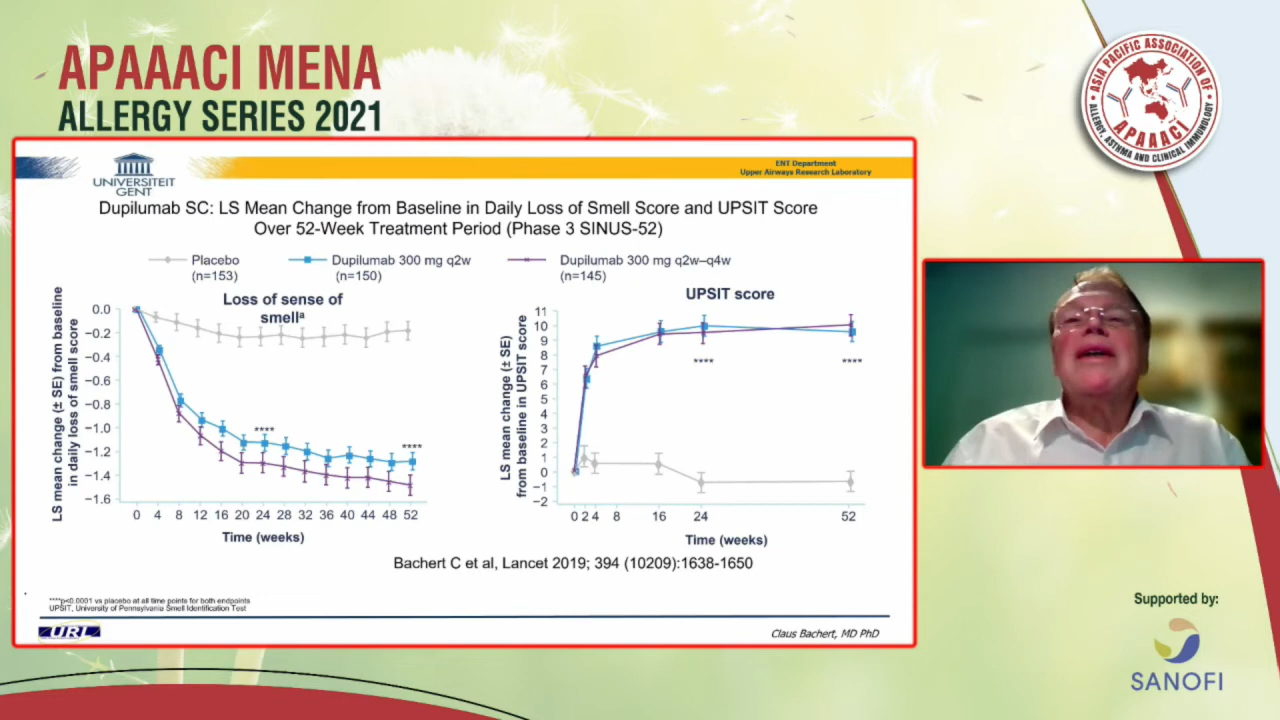 APAAACI MENA
ALLERGY SERIES 2021
ASIA PACIFIC ASSOCIATION OF
ALLERGY, ASTHMA AND CLINICAL IMMUNOLOGY
APAAACI
UNIVERSITEIT
GENT
ENT Department
Upper Airways Research Laboratory
Dupilumab SC: LS Mean Change from Baseline in Daily Loss of Smell Score and UPSIT Score
Over 52-Week Treatment Period (Phase 3 SINUS-52)
Placebo
(n=153)
Dupilumab 300 mg q2w
(n=150)
Dupilumab 300 mg q2w–q4w
(n=145)
Loss of sense of
smellª
LS mean change (± SE) from baseline
in daily loss of smell score
0.0
−0.2
−0.4
−0.6
−0.8
−1.0
−1.2
−1.4
−1.6
****
****
0 4 8 12 16 20 24 28 32 36 40 44 48 52
Time (weeks)
UPSIT score
LS mean change (± SE)
from baseline in UPSIT score
11
10
9
8
7
6
5
4
3
2
1
0
−1
−2
****
****
0 2 4 8 16 24 52
Time (weeks)
Bachert C et al, Lancet 2019; 394 (10209):1638-1650
****p<0.0001 vs placebo at all time points for both endpoints
UPSIT, University of Pennsylvania Smell Identification Test
URL
Claus Bachert, MD PhD
Supported by:
SANOFI